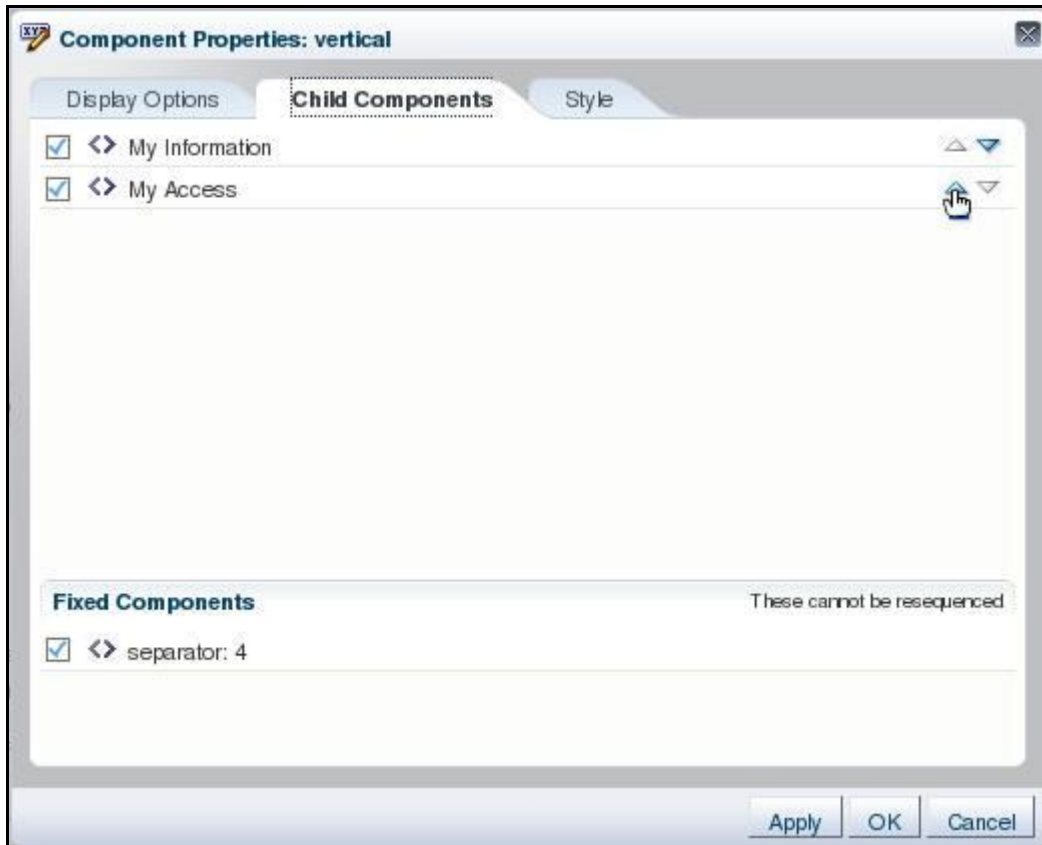 XYZ
Component Properties: vertical
Display Options Child Components Style
My Information
My Access
Fixed Components These cannot be resequenced
separator: 4
Apply OK Cancel